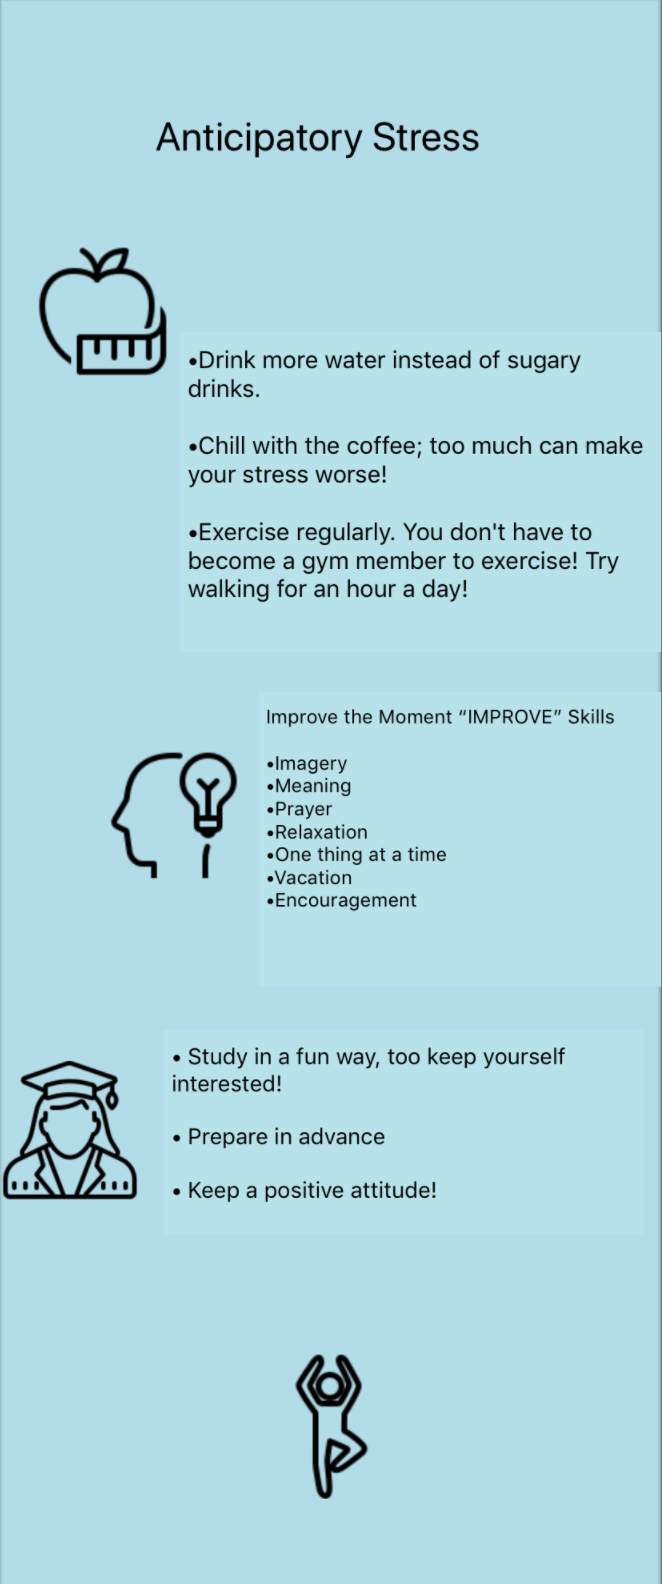 Anticipatory Stress
•Drink more water instead of sugary
drinks.
•Chill with the coffee; too much can make
your stress worse!
•Exercise regularly. You don't have to
become a gym member to exercise! Try
walking for an hour a day!
Improve the Moment “IMPROVE” Skills
•Imagery
•Meaning
•Prayer
•Relaxation
•One thing at a time
•Vacation
•Encouragement
• Study in a fun way, too keep yourself
interested!
• Prepare in advance
• Keep a positive attitude!